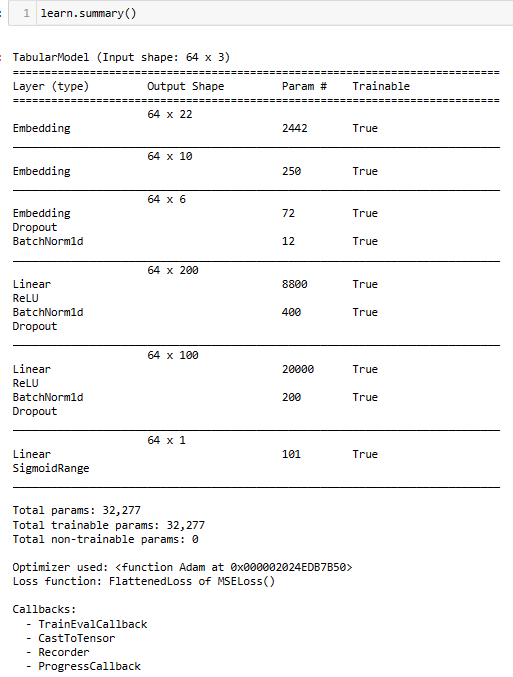 1 learn.summary()
TabularModel (Input shape: 64 x 3)
============================================================================
Layer (type)         Output Shape         Param #    Trainable
============================================================================
                     64 x 22
Embedding                                 2442       True
____________________________________________________________________________
                     64 x 10
Embedding                                 250        True
____________________________________________________________________________
                     64 x 6
Embedding                                 72         True
Dropout
BatchNorm1d                               12         True
____________________________________________________________________________
                     64 x 200
Linear                                    8800       True
ReLU
BatchNorm1d                               400        True
Dropout
____________________________________________________________________________
                     64 x 100
Linear                                    20000      True
ReLU
BatchNorm1d                               200        True
Dropout
____________________________________________________________________________
                     64 x 1
Linear                                    101        True
SigmoidRange
____________________________________________________________________________
Total params: 32,277
Total trainable params: 32,277
Total non-trainable params: 0
Optimizer used: <function Adam at 0x000002024EDB7B50>
Loss function: FlattenedLoss of MSELoss()
Callbacks:
  - TrainEvalCallback
  - CastToTensor
  - Recorder
  - ProgressCallback